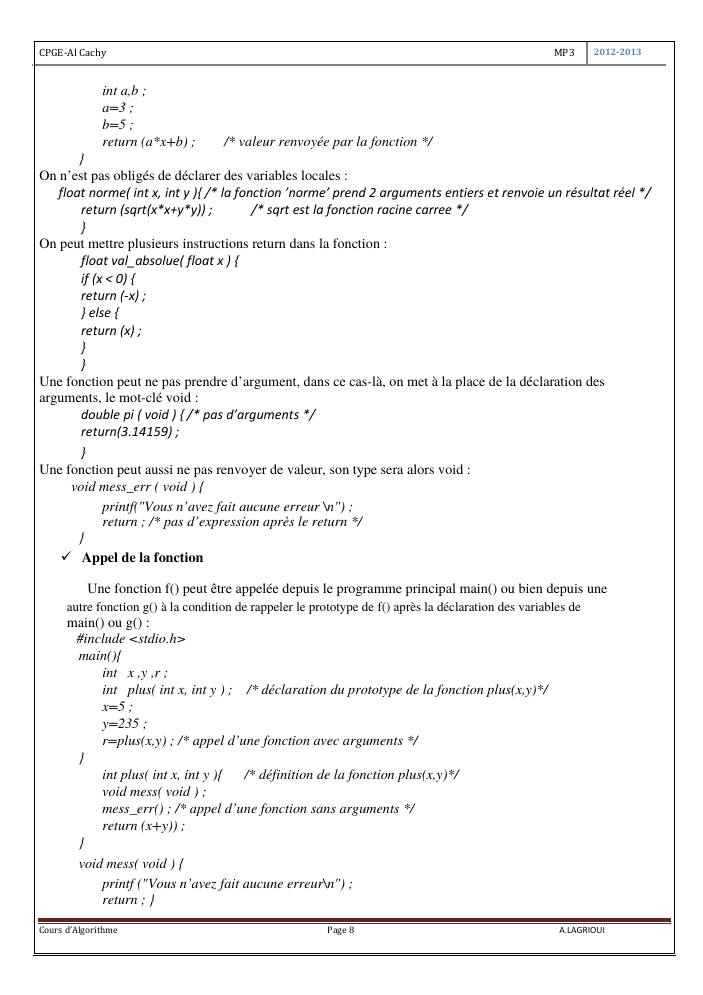 CPGE-Al Cachy MP3 2012-2013
int a,b ;
a=3 ;
b=5 ;
return (a*x+b) ; /* valeur renvoyée par la fonction */
}
On n’est pas obligés de déclarer des variables locales :
float norme( int x, int y ){ /* la fonction ’norme’ prend 2 arguments entiers et renvoie un résultat réel */
return (sqrt(x*x+y*y)) ; /* sqrt est la fonction racine carree */
}
On peut mettre plusieurs instructions return dans la fonction :
float val_absolue( float x ) {
if (x < 0) {
return (-x) ;
} else {
return (x) ;
}
}
Une fonction peut ne pas prendre d’argument, dans ce cas-là, on met à la place de la déclaration des
arguments, le mot-clé void :
double pi ( void ) { /* pas d’arguments */
return(3.14159) ;
}
Une fonction peut aussi ne pas renvoyer de valeur, son type sera alors void :
void mess_err ( void ) {
printf("Vous n’avez fait aucune erreur \n") ;
return ; /* pas d’expression après le return */
}
✓ Appel de la fonction
Une fonction f() peut être appelée depuis le programme principal main() ou bien depuis une
autre fonction g() à la condition de rappeler le prototype de f() après la déclaration des variables de
main() ou g() :
#include <stdio.h>
main(){
int x ,y ,r ;
int plus( int x, int y ) ; /* déclaration du prototype de la fonction plus(x,y)*/
x=5 ;
y=235 ;
r=plus(x,y) ; /* appel d’une fonction avec arguments */
}
int plus( int x, int y ){ /* définition de la fonction plus(x,y)*/
void mess( void ) ;
mess_err() ; /* appel d’une fonction sans arguments */
return (x+y)) ;
}
void mess( void ) {
printf ("Vous n’avez fait aucune erreur\n") ;
return ; }
Cours d’Algorithme Page 8 A.LAGRIOUI